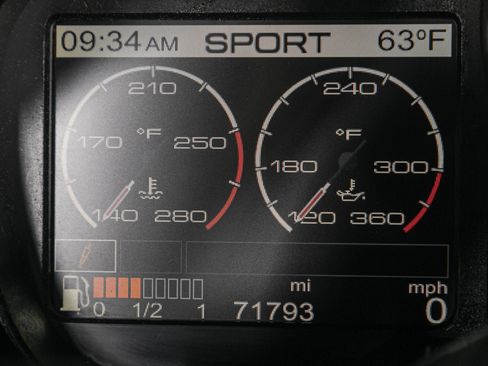 09:34 AM SPORT 63°F
210 240
170 °F 250 180 °F 300
140 280 120 360
mi mph
0 1/2 1 71793 0